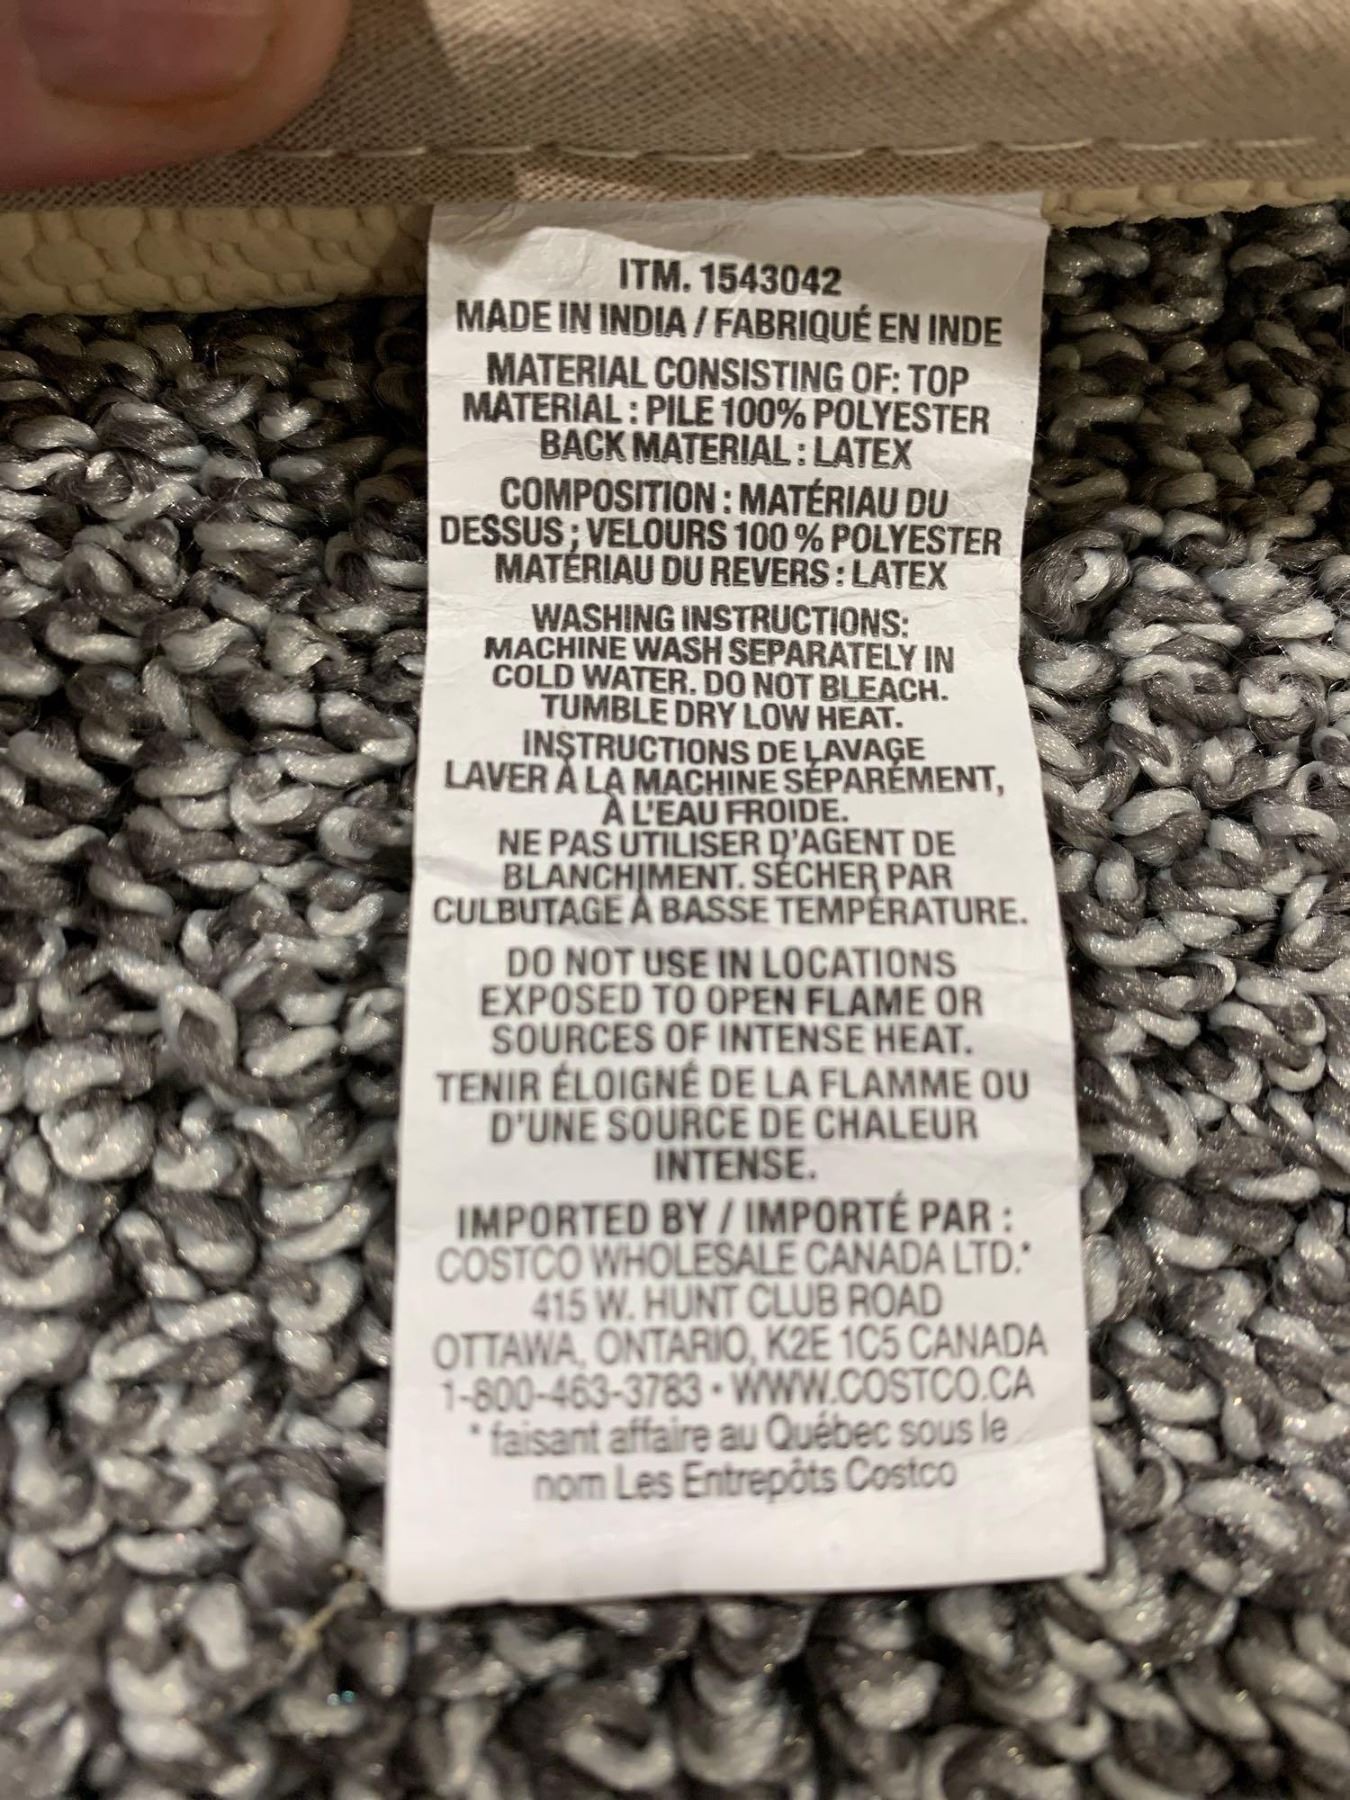 ITM. 1543042
MADE IN INDIA / FABRIQUÉ EN INDE
MATERIAL CONSISTING OF: TOP
MATERIAL : PILE 100% POLYESTER
BACK MATERIAL : LATEX
COMPOSITION : MATÉRIAU DU
DESSUS ; VELOURS 100 % POLYESTER
MATÉRIAU DU REVERS : LATEX
WASHING INSTRUCTIONS:
MACHINE WASH SEPARATELY IN
COLD WATER. DO NOT BLEACH.
TUMBLE DRY LOW HEAT.
INSTRUCTIONS DE LAVAGE
LAVER À LA MACHINE SÉPARÉMENT,
À L'EAU FROIDE.
NE PAS UTILISER D'AGENT DE
BLANCHIMENT. SÉCHER PAR
CULBUTAGE À BASSE TEMPÉRATURE.
DO NOT USE IN LOCATIONS
EXPOSED TO OPEN FLAME OR
SOURCES OF INTENSE HEAT.
TENIR ÉLOIGNÉ DE LA FLAMME OU
D'UNE SOURCE DE CHALEUR
INTENSE.
IMPORTED BY / IMPORTÉ PAR :
COSTCO WHOLESALE CANADA LTD.*
415 W. HUNT CLUB ROAD
OTTAWA, ONTARIO, K2E 1C5 CANADA
1-800-463-3783 • WWW.COSTCO.CA
* faisant affaire au Québec sous le
nom Les Entrepôts Costco